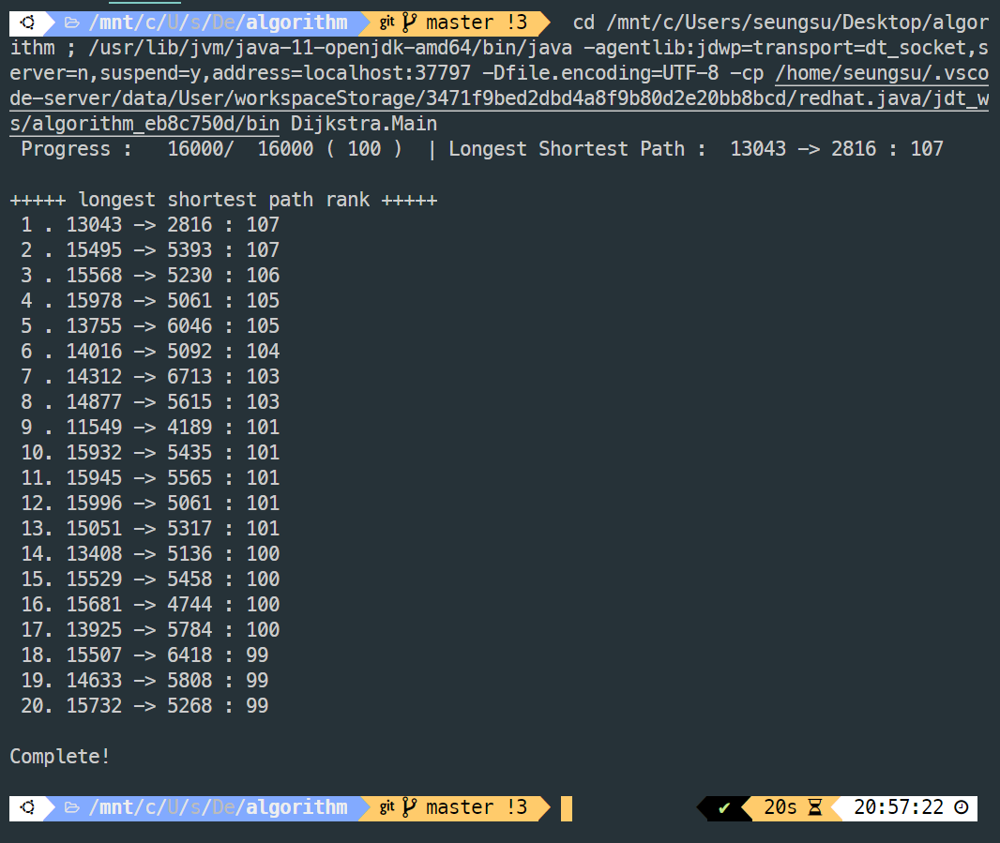 /mnt/c/U/s/De/algorithm git master !3 cd /mnt/c/Users/seungsu/Desktop/algor
ithm ; /usr/lib/jvm/java-11-openjdk-amd64/bin/java -agentlib:jdwp=transport=dt_socket,s
erver=n,suspend=y,address=localhost:37797 -Dfile.encoding=UTF-8 -cp /home/seungsu/.vsco
de-server/data/User/workspaceStorage/3471f9bed2dbd4a8f9b80d2e20bb8bcd/redhat.java/jdt_w
s/algorithm_eb8c750d/bin Dijkstra.Main
Progress : 16000/ 16000 ( 100 ) | Longest Shortest Path : 13043 -> 2816 : 107
+++++ longest shortest path rank +++++
1 . 13043 -> 2816 : 107
2 . 15495 -> 5393 : 107
3 . 15568 -> 5230 : 106
4 . 15978 -> 5061 : 105
5 . 13755 -> 6046 : 105
6 . 14016 -> 5092 : 104
7 . 14312 -> 6713 : 103
8 . 14877 -> 5615 : 103
9 . 11549 -> 4189 : 101
10. 15932 -> 5435 : 101
11. 15945 -> 5565 : 101
12. 15996 -> 5061 : 101
13. 15051 -> 5317 : 101
14. 13408 -> 5136 : 100
15. 15529 -> 5458 : 100
16. 15681 -> 4744 : 100
17. 13925 -> 5784 : 100
18. 15507 -> 6418 : 99
19. 14633 -> 5808 : 99
20. 15732 -> 5268 : 99
Complete!
/mnt/c/U/s/De/algorithm git master !3 ✔ 20s 20:57:22